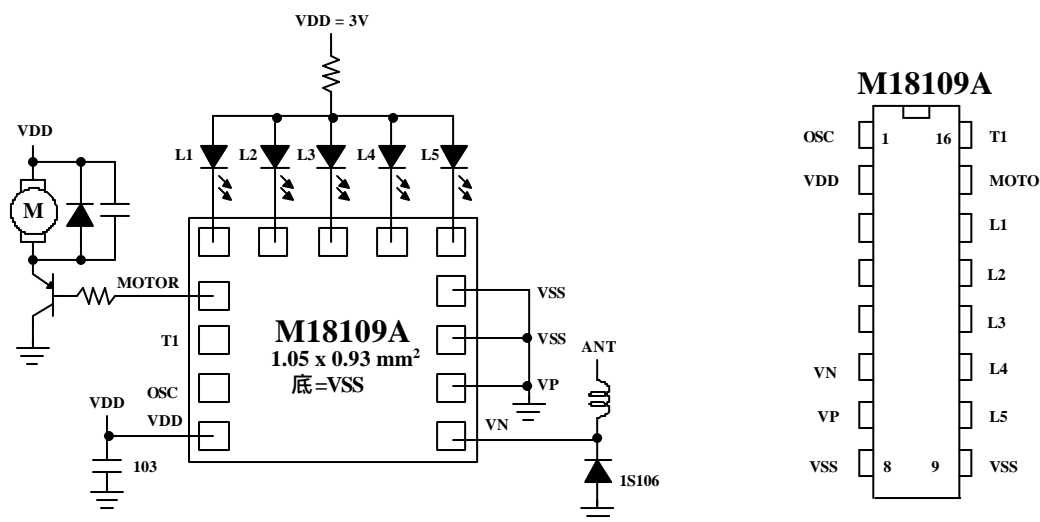 VDD = 3V
VDD
L1
L2
L3
L4
L5
M
MOTOR
T1
OSC
VDD
VDD
103
M18109A
1.05 x 0.93 mm²
底=VSS
VSS
VSS
VP
VN
ANT
1S106
M18109A
OSC
1
16
T1
VDD
MOTO
L1
L2
L3
VN
L4
VP
L5
VSS
8
9
VSS